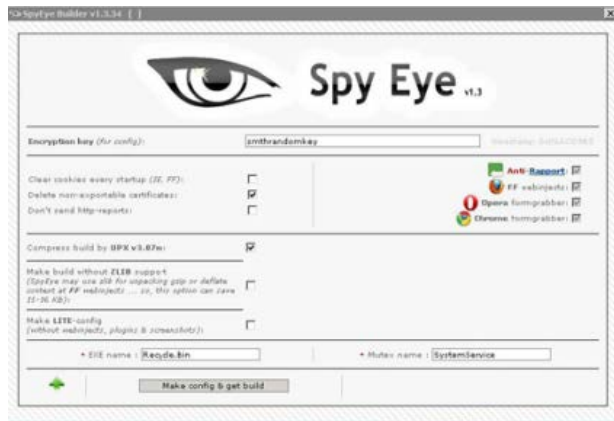 SpyEye Builder v1.3.34 [ ]
Spy Eye v1.3
Encryption key (for config):
smthrandomkey
Clear cookies every startup (IE, FF):
Delete non-exportable certificates:
Don't send http-reports:
Anti-Rapport:
FF webinjects:
Opera formgrabber:
Chrome formgrabber:
Compress build by UPX v3.07w:
Make build without ZLIB support
(SpyEye may use zlib for unpacking gzip or deflate
content at FF webinjects ... so, this option can save
15-16 KB):
Make LITE-config
(without webinjects, plugins & screenshots):
* EXE name : Recycle.Bin
* Mutex name : SystemService
Make config & get build